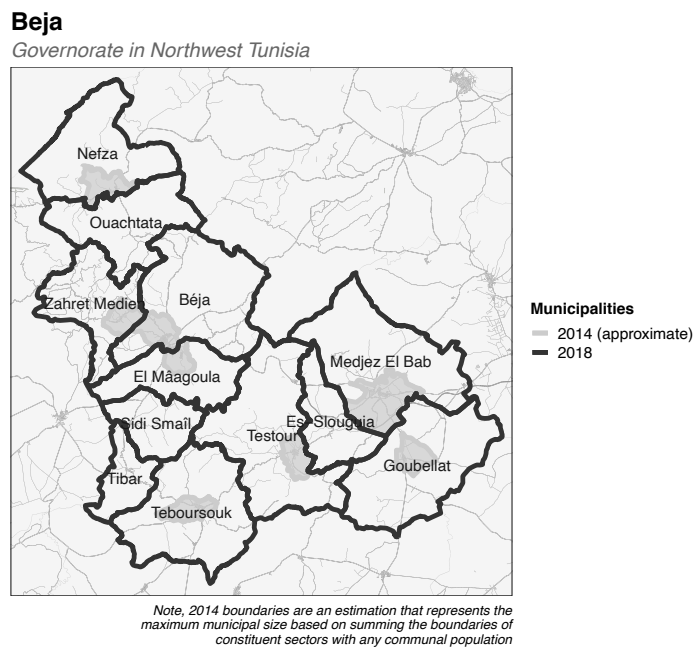 Beja
Governorate in Northwest Tunisia
Nefza
Ouachtata
Zahret Medien
Béja
Medjez El Bab
El Mâagoula
Sidi Smaîl
Es-Slouguia
Testour
Goubellat
Tibar
Teboursouk
Municipalities
2014 (approximate)
2018
Note, 2014 boundaries are an estimation that represents the
maximum municipal size based on summing the boundaries of
constituent sectors with any communal population